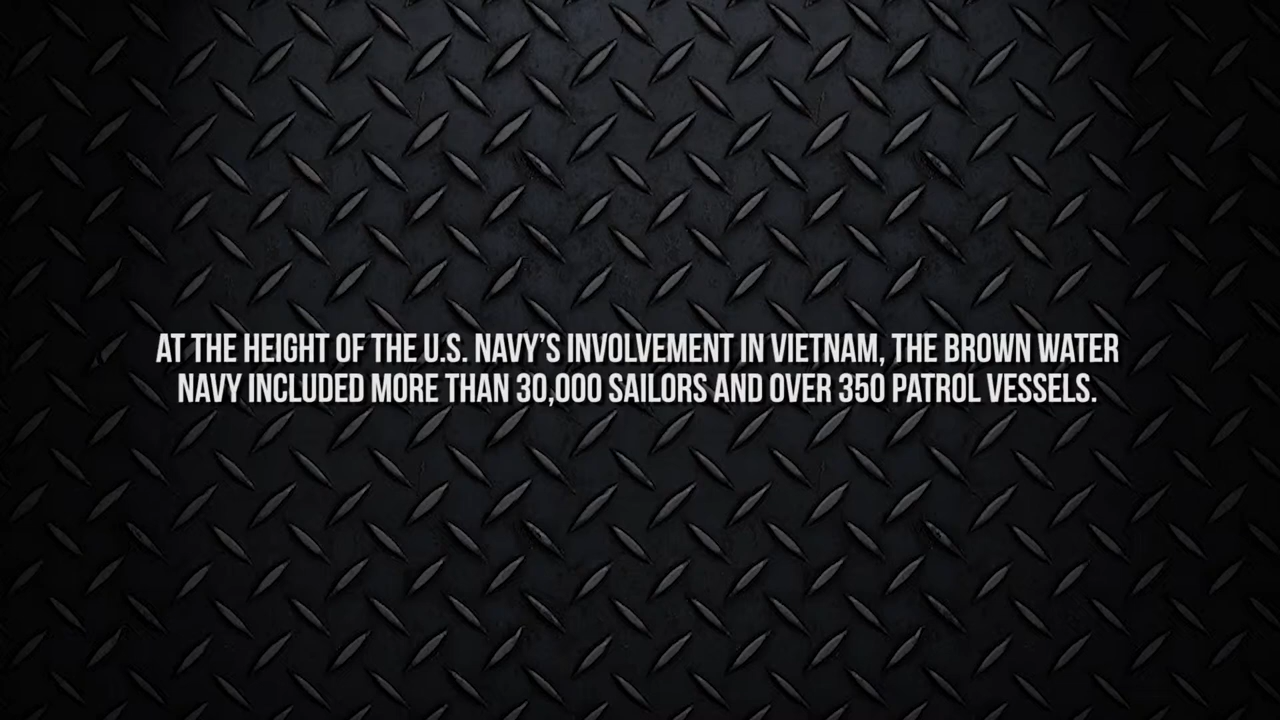 AT THE HEIGHT OF THE U.S. NAVY’S INVOLVEMENT IN VIETNAM, THE BROWN WATER
NAVY INCLUDED MORE THAN 30,000 SAILORS AND OVER 350 PATROL VESSELS.